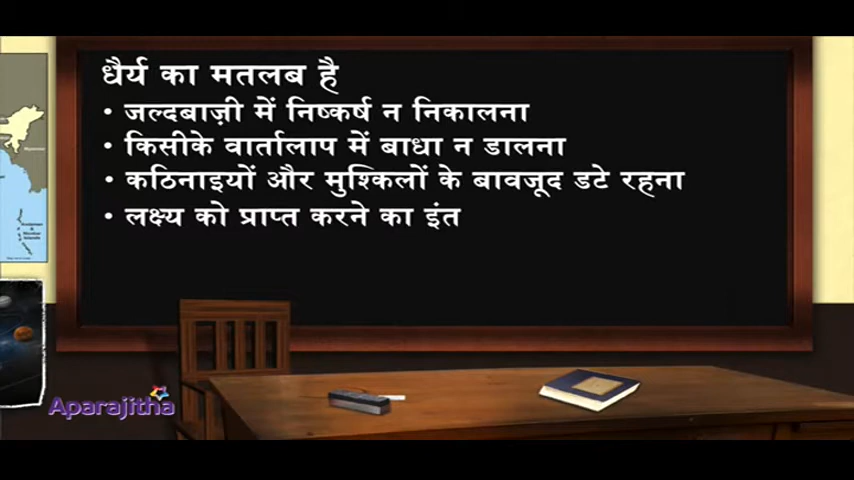 धैर्य का मतलब है
• जल्दबाज़ी में निष्कर्ष न निकालना
• किसीके वार्तालाप में बाधा न डालना
• कठिनाइयों और मुश्किलों के बावजूद डटे रहना
• लक्ष्य को प्राप्त करने का इंत
Aparajitha